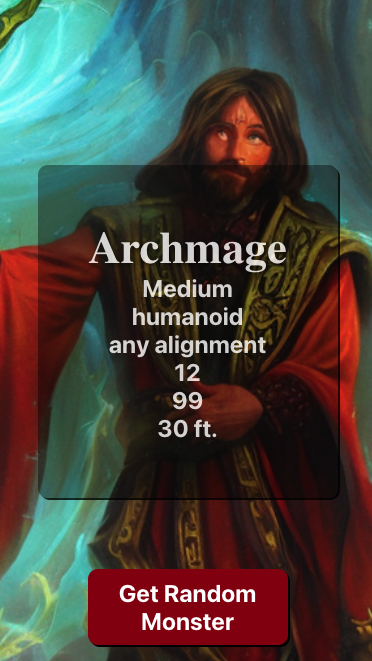 Archmage
Medium
humanoid
any alignment
12
99
30 ft.
Get Random
Monster